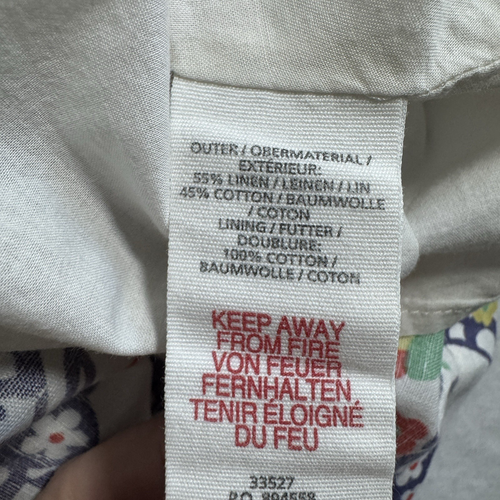 OUTER / OBERMATERIAL /
EXTÉRIEUR:
55% LINEN / LEINEN / LIN
45% COTTON / BAUMWOLLE
/ COTON
LINING / FUTTER /
DOUBLURE:
100% COTTON /
BAUMWOLLE / COTON
KEEP AWAY
FROM FIRE
VON FEUER
FERNHALTEN
TENIR ÉLOIGNÉ
DU FEU
33527
P.O. 894558